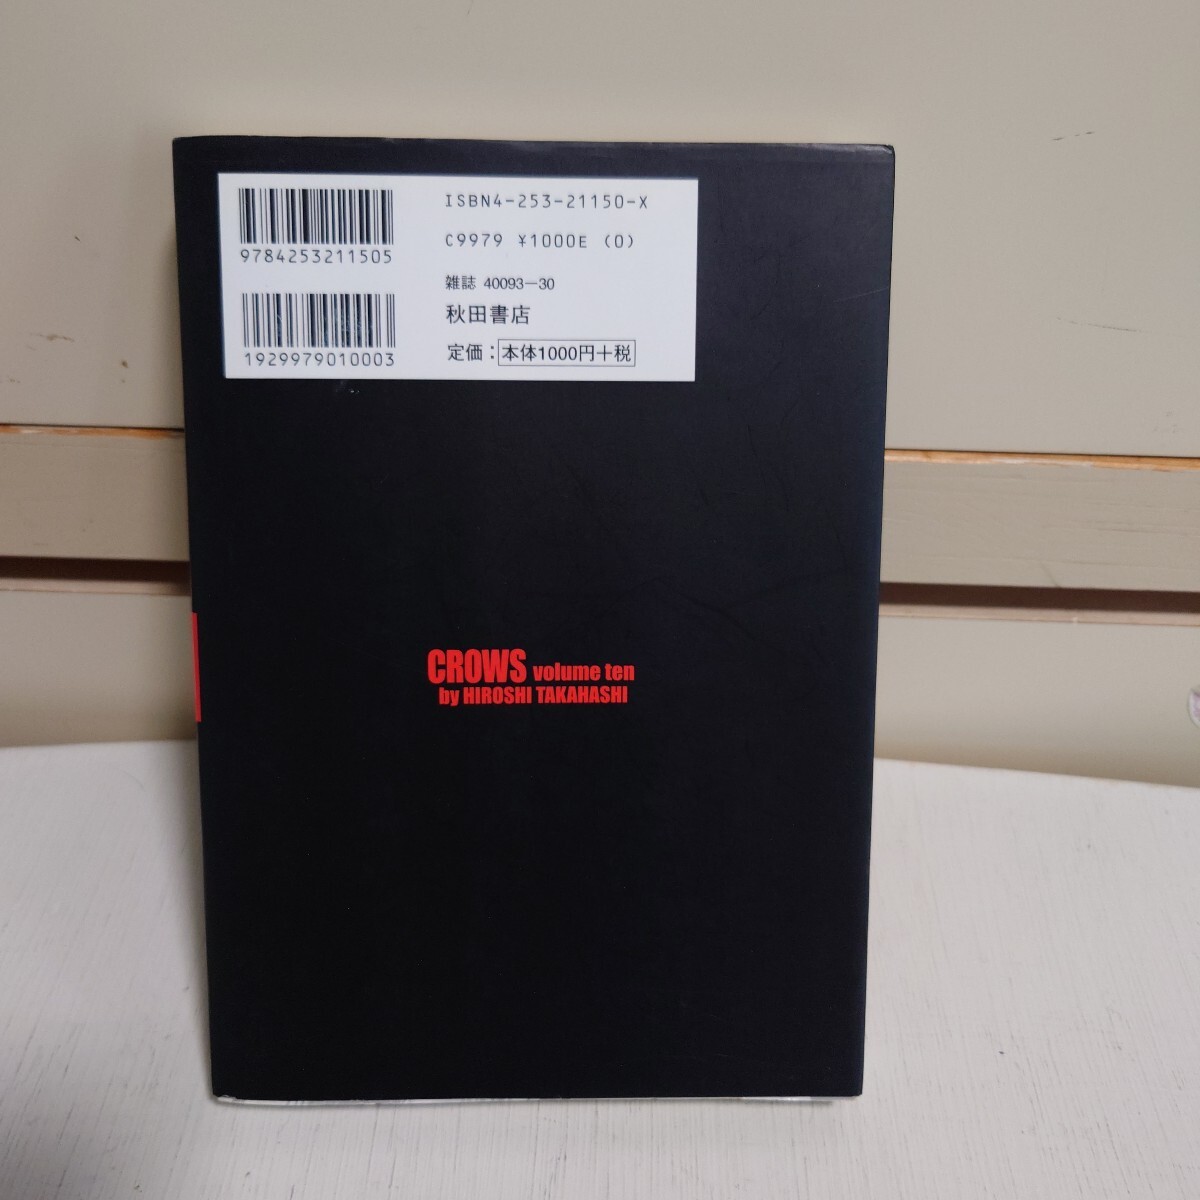 ISBN4-253-21150-X
9784253211505
C9979 ¥1000E (0)
雑誌 40093-30
秋田書店
1929979010003
定価：本体1000円+税
CROWS volume ten
by HIROSHI TAKAHASHI